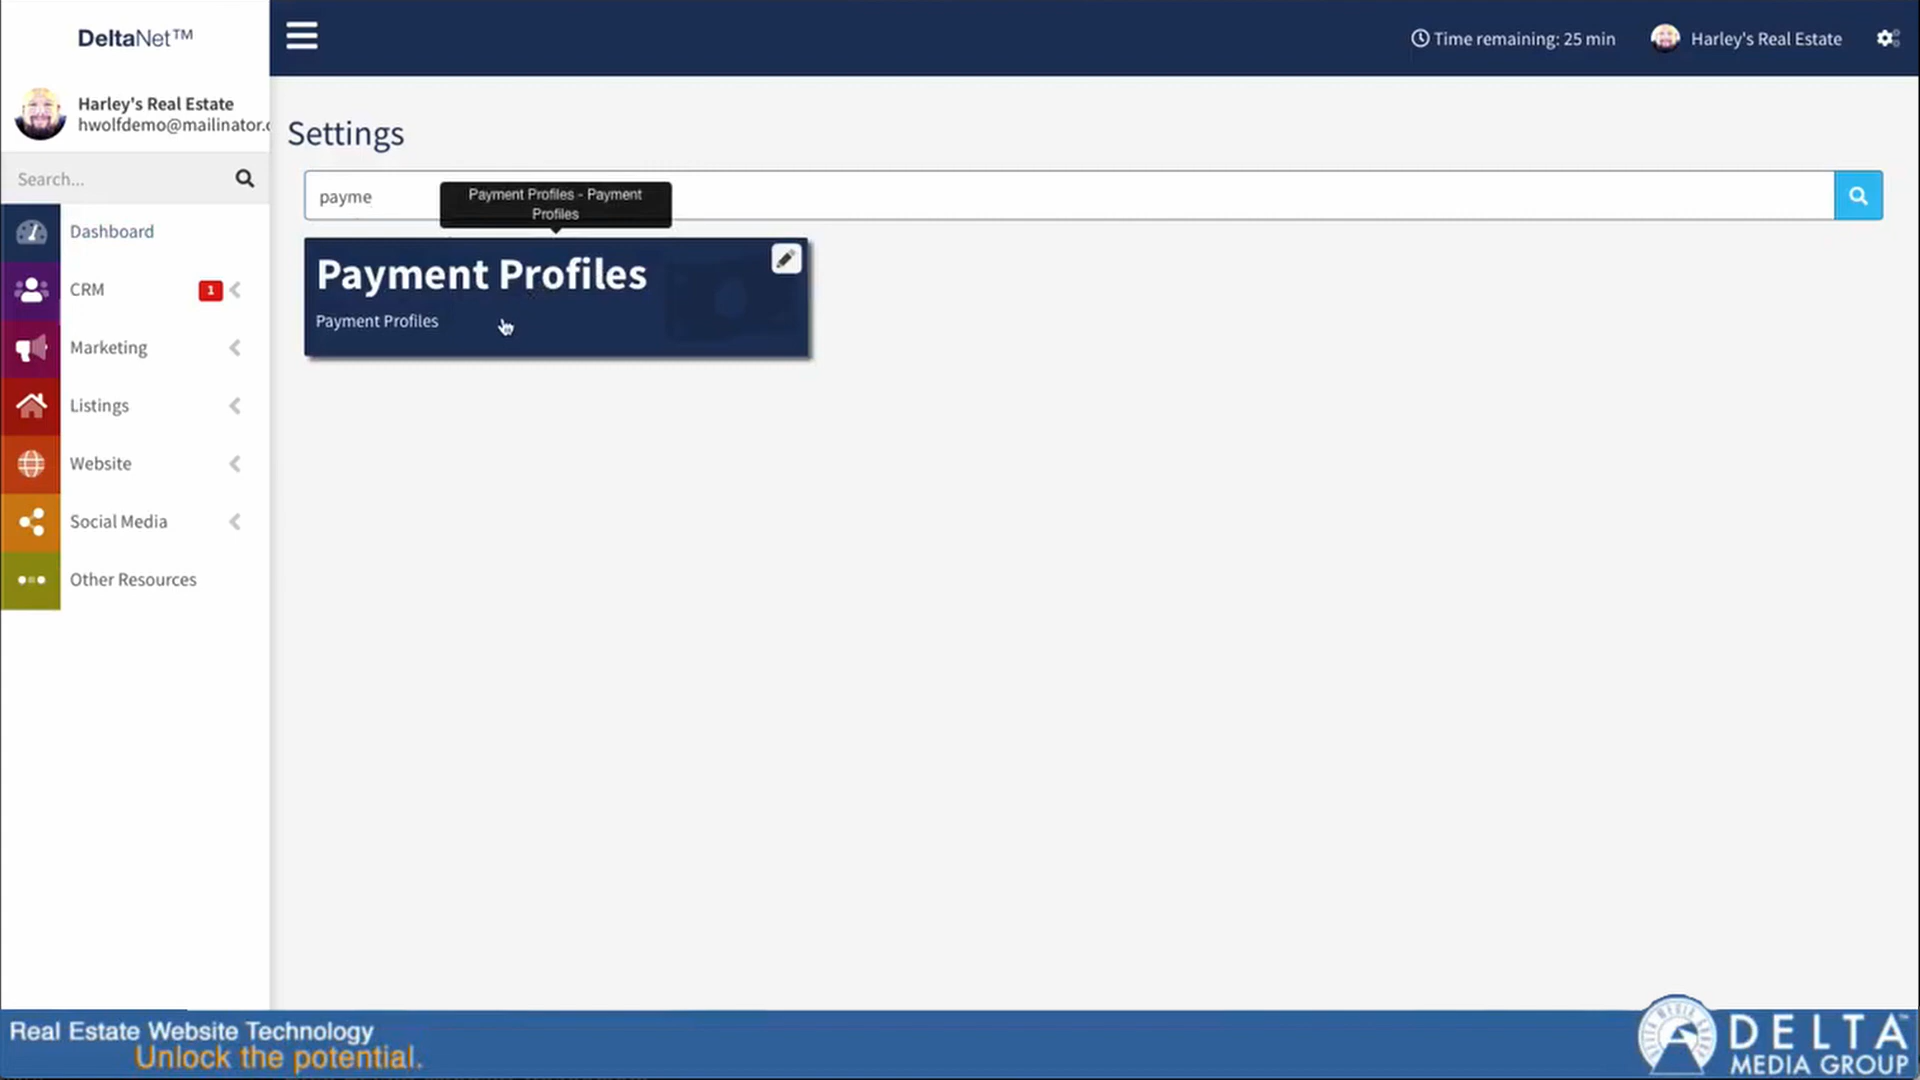 DeltaNet™
Time remaining: 25 min
Harley's Real Estate
Harley's Real Estate
hwolfdemo@mailinator.c
Settings
Search...
payme
Payment Profiles - Payment
Profiles
Payment Profiles
Payment Profiles
Dashboard
CRM
1
Marketing
Listings
Website
Social Media
Other Resources
Real Estate Website Technology
Unlock the potential.
DELTA
MEDIA GROUP